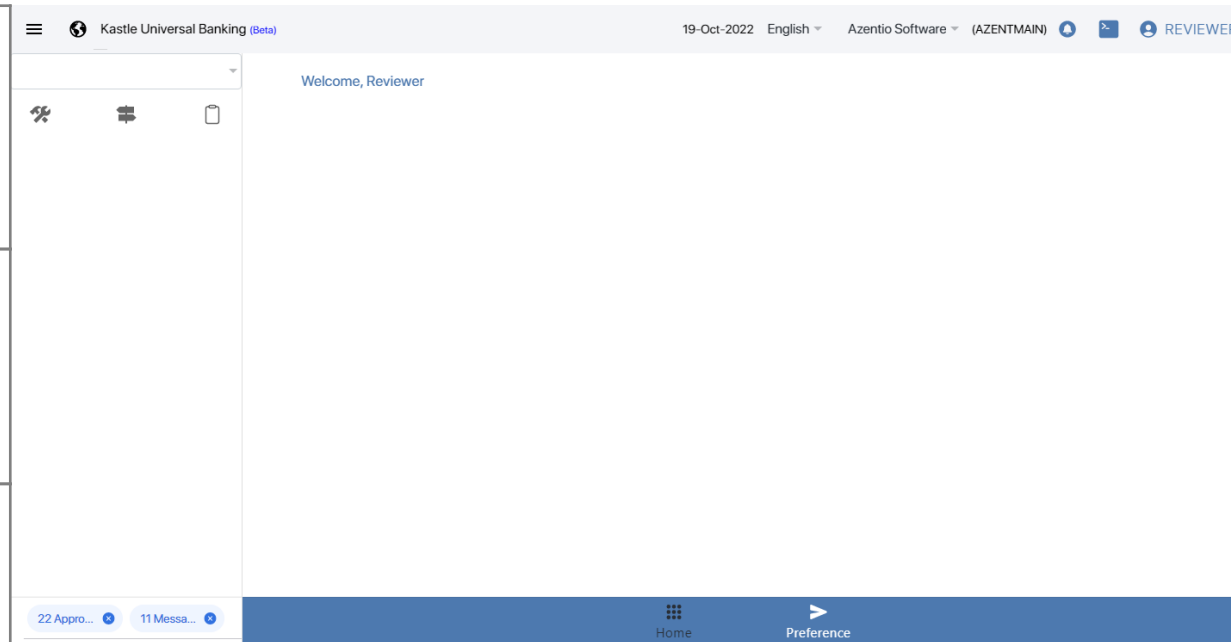 Kastle Universal Banking (Beta) 19-Oct-2022 English Azentio Software (AZENTMAIN) REVIEWER
Welcome, Reviewer
22 Appro... 11 Messa...
Home Preference